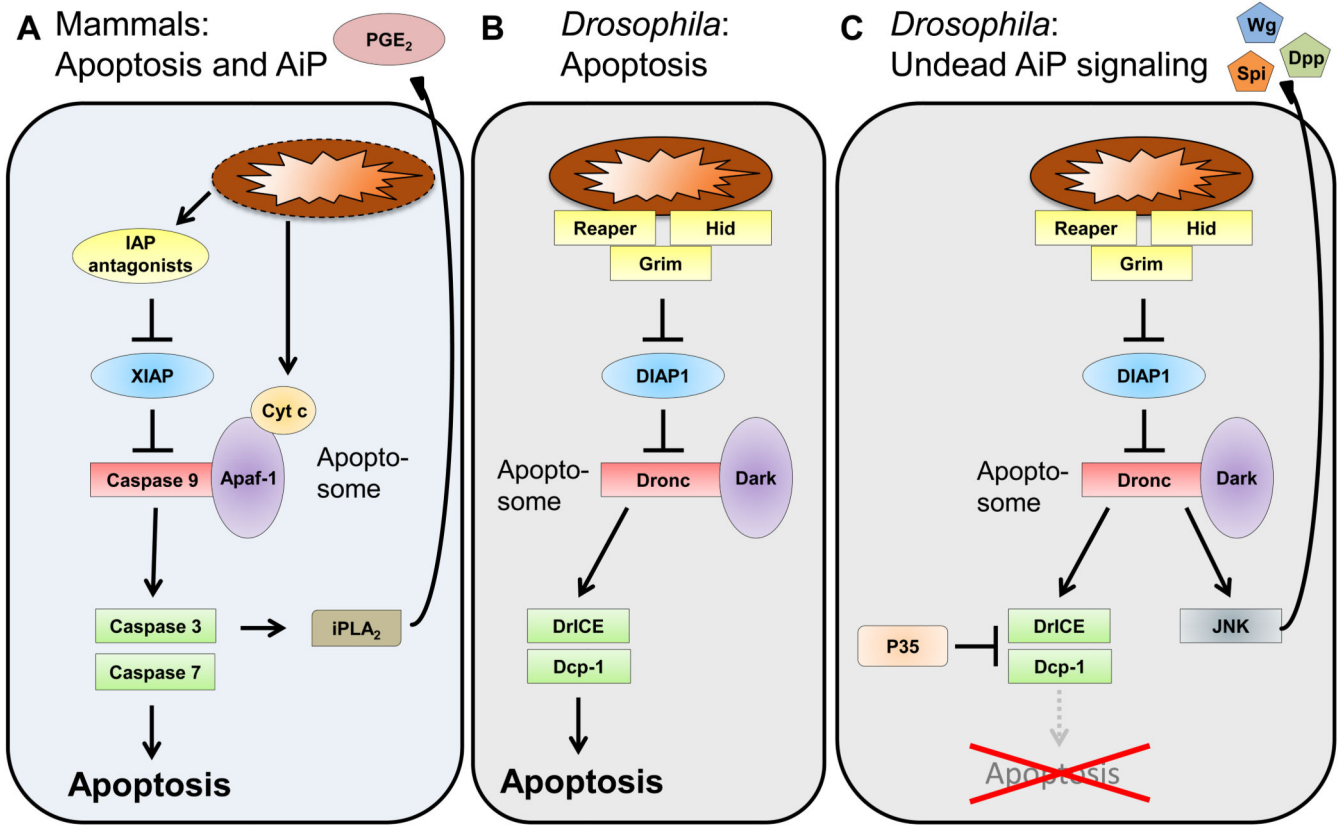 A Mammals:
Apoptosis and AiP
PGE2
IAP
antagonists
XIAP
Cyt c
Caspase 9
Apaf-1
Apopto-
some
Caspase 3
iPLA2
Caspase 7
Apoptosis
B Drosophila:
Apoptosis
Reaper
Hid
Grim
DIAP1
Apopto-
some
Dronc
Dark
DrICE
Dcp-1
Apoptosis
C Drosophila:
Undead AiP signaling
Wg
Spi
Dpp
Reaper
Hid
Grim
DIAP1
Apopto-
some
Dronc
Dark
P35
DrICE
Dcp-1
JNK
Apoptosis